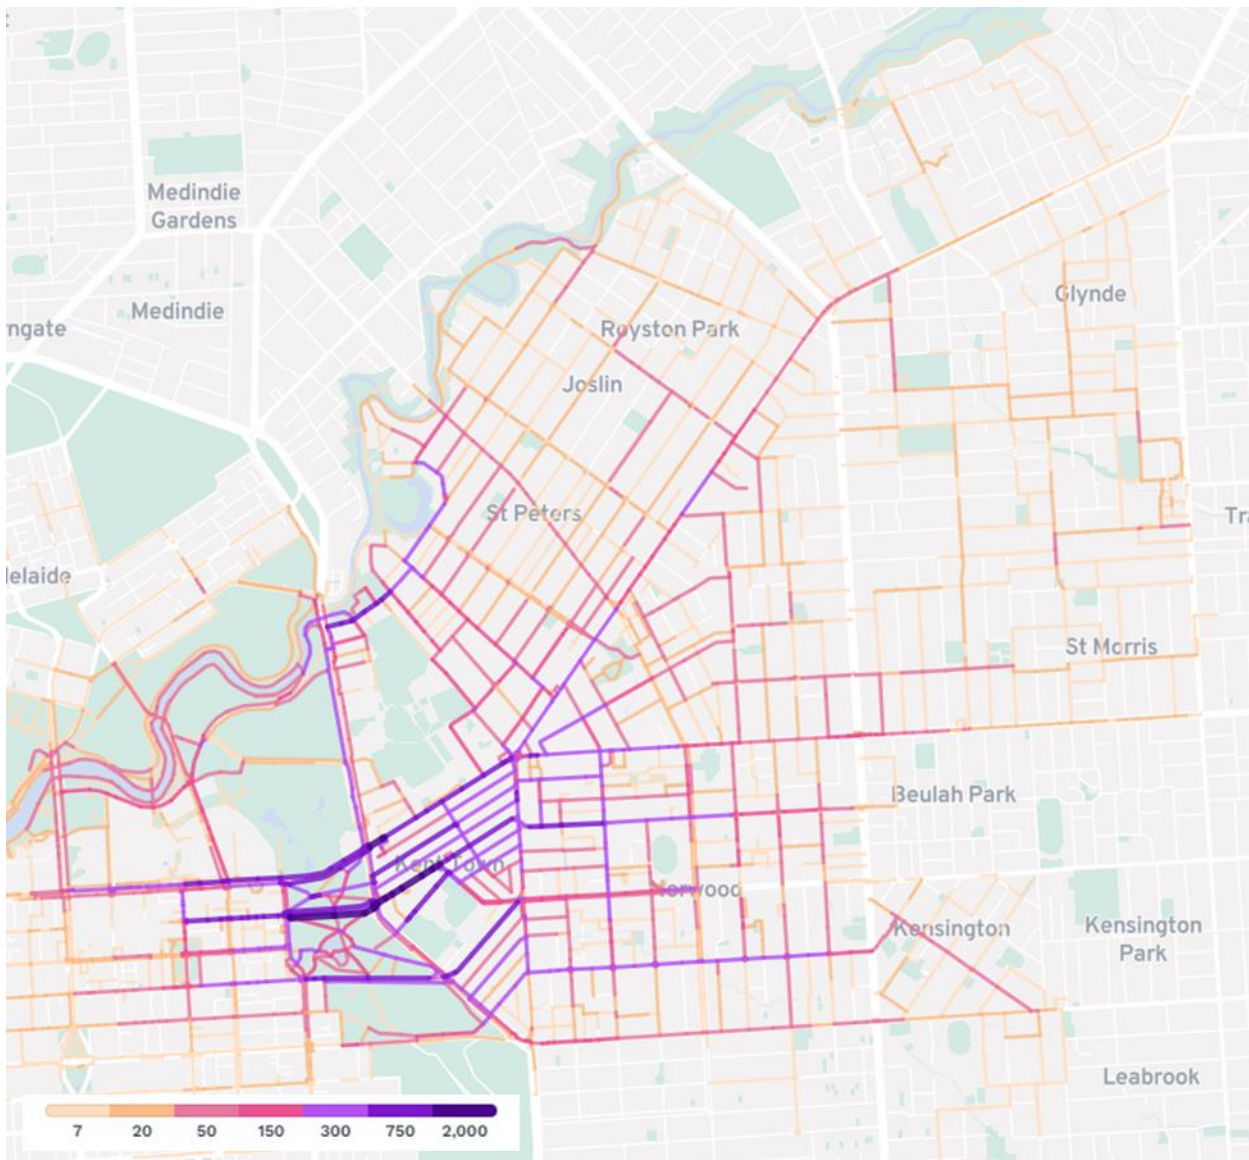 Medindie
Gardens
Medindie
ngate
Glynde
Royston Park
Joslin
St Peters
Tra
delaide
St Morris
Beulah Park
Kent Town
Norwood
Kensington
Kensington
Park
Leabrook
7 20 50 150 300 750 2,000